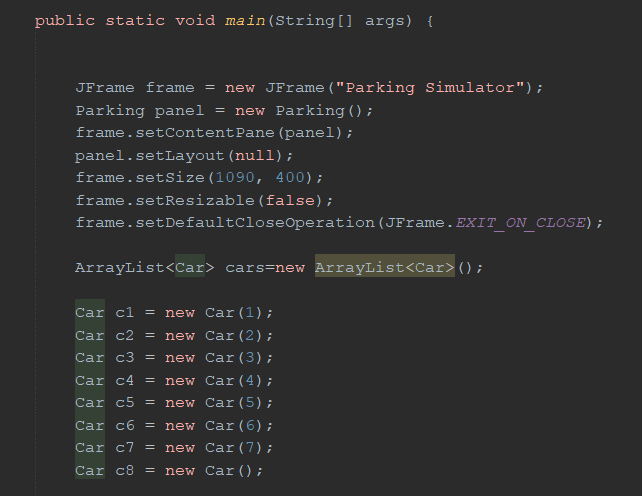 public static void main(String[] args) {
JFrame frame = new JFrame("Parking Simulator");
Parking panel = new Parking();
frame.setContentPane(panel);
panel.setLayout(null);
frame.setSize(1090, 400);
frame.setResizable(false);
frame.setDefaultCloseOperation(JFrame.EXIT_ON_CLOSE);
ArrayList<Car> cars=new ArrayList<Car>();
Car c1 = new Car(1);
Car c2 = new Car(2);
Car c3 = new Car(3);
Car c4 = new Car(4);
Car c5 = new Car(5);
Car c6 = new Car(6);
Car c7 = new Car(7);
Car c8 = new Car();